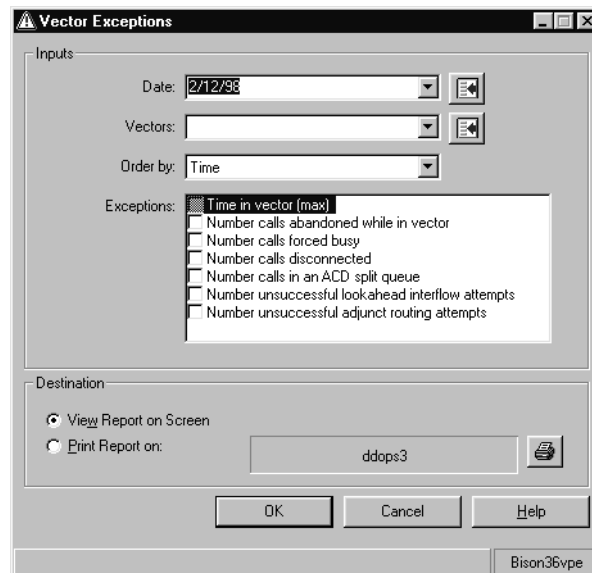 Vector Exceptions
Inputs
Date: 2/12/98
Vectors:
Order by: Time
Exceptions: Time in vector (max)
Number calls abandoned while in vector
Number calls forced busy
Number calls disconnected
Number calls in an ACD split queue
Number unsuccessful lookahead interflow attempts
Number unsuccessful adjunct routing attempts
Destination
View Report on Screen
Print Report on: ddops3
OK Cancel Help
Bison36vpe